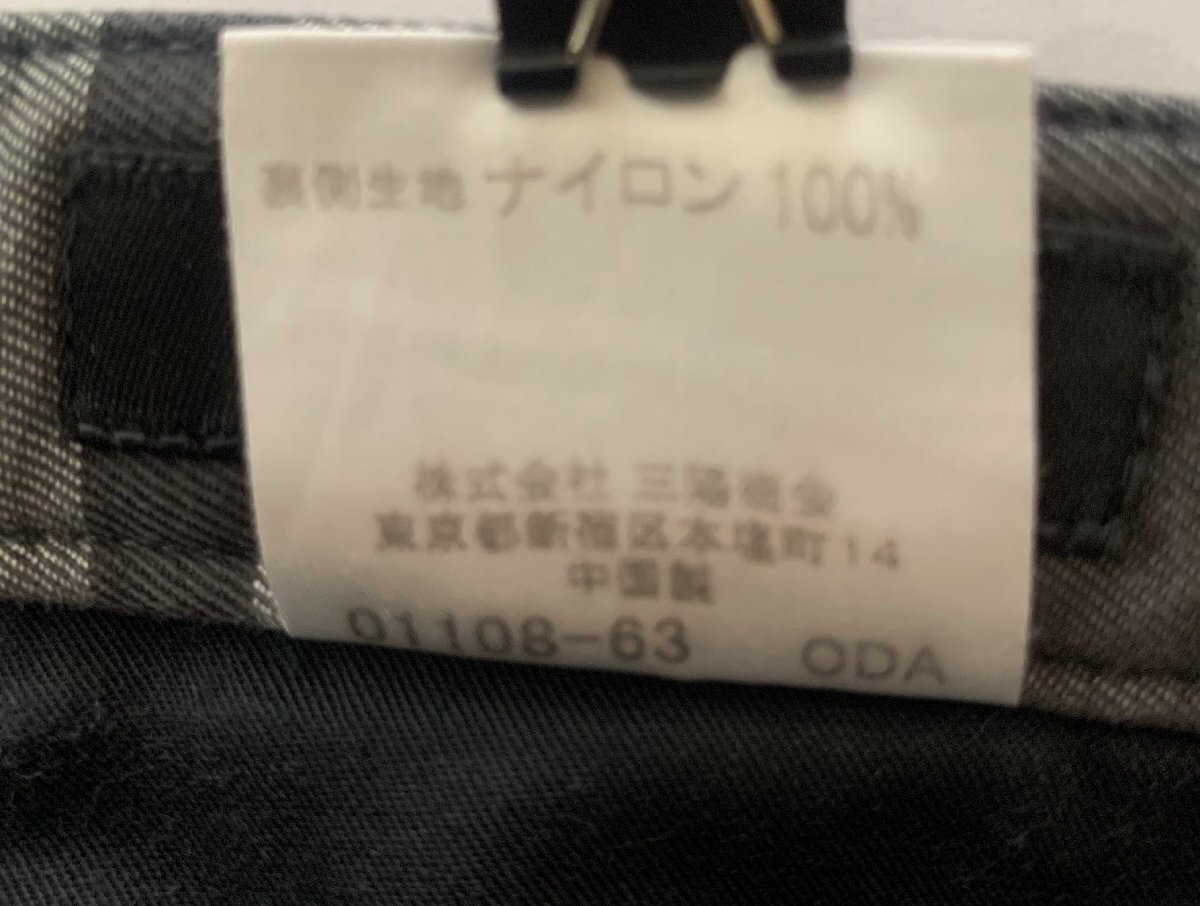 裏側生地 ナイロン 100%
株式会社 三陽商会
東京都新宿区本塩町14
中国製
01108-63 ODA